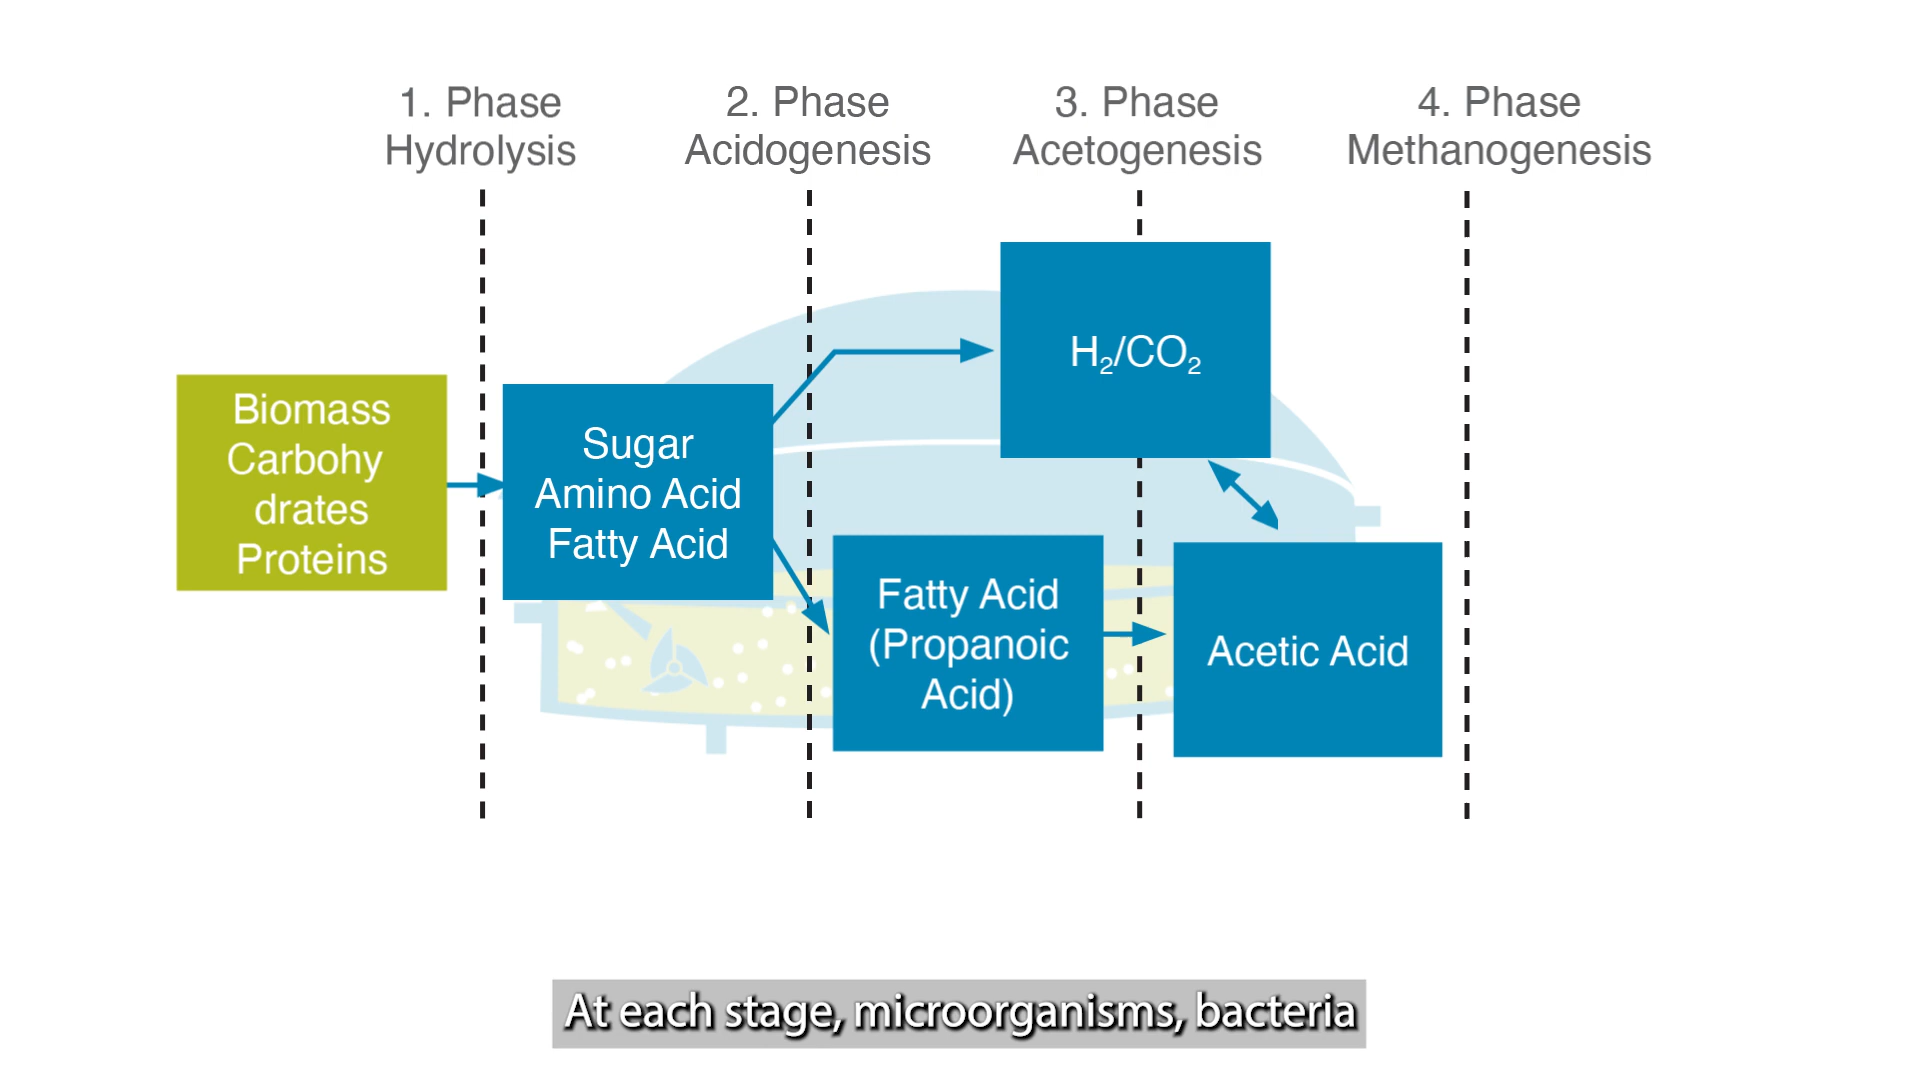 1. Phase
Hydrolysis
2. Phase
Acidogenesis
3. Phase
Acetogenesis
4. Phase
Methanogenesis
Biomass
Carbohy
drates
Proteins
Sugar
Amino Acid
Fatty Acid
H₂/CO₂
Fatty Acid
(Propanoic
Acid)
Acetic Acid
At each stage, microorganisms, bacteria